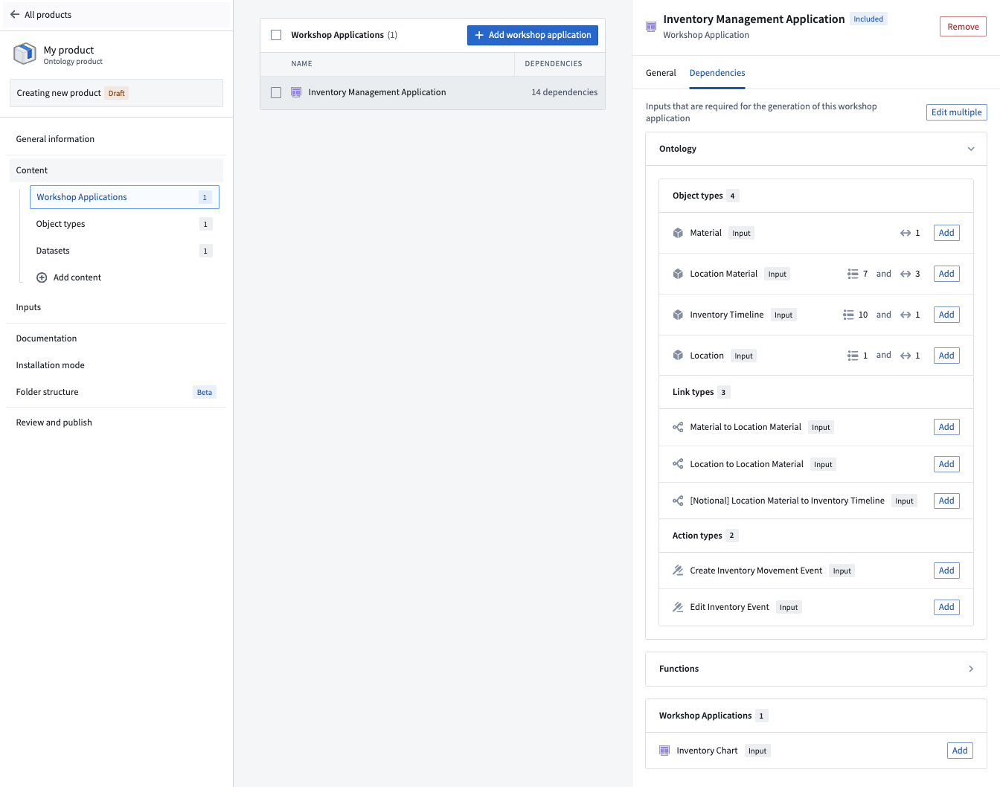 All products
My product
Ontology product
Creating new product Draft
General information
Content
Workshop Applications 1
Object types 1
Datasets 1
Add content
Inputs
Documentation
Installation mode
Folder structure Beta
Review and publish
Workshop Applications (1)
Add workshop application
NAME DEPENDENCIES
Inventory Management Application 14 dependencies
Inventory Management Application Included
Workshop Application
Remove
General Dependencies
Inputs that are required for the generation of this workshop
application
Edit multiple
Ontology
Object types 4
Material Input 1 Add
Location Material Input 7 and 3 Add
Inventory Timeline Input 10 and 1 Add
Location Input 1 and 1 Add
Link types 3
Material to Location Material Input Add
Location to Location Material Input Add
[Notional] Location Material to Inventory Timeline Input Add
Action types 2
Create Inventory Movement Event Input Add
Edit Inventory Event Input Add
Functions
Workshop Applications 1
Inventory Chart Input Add